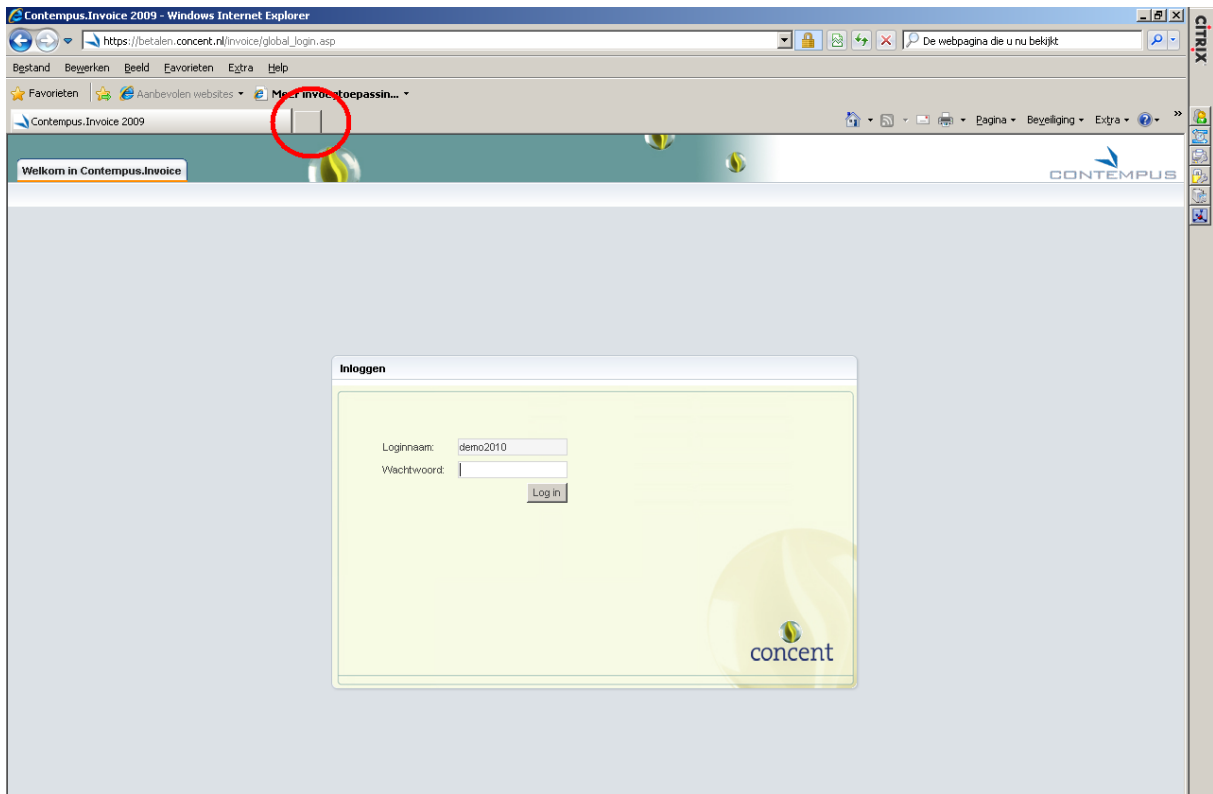 Contempus.Invoice 2009 - Windows Internet Explorer
https://betalen.concent.nl/invoice/global_login.asp
De webpagina die u nu bekijkt
Bestand Bewerken Beeld Favorieten Extra Help
Favorieten Aanbevolen websites Meer invoegtoepassin...
Contempus.Invoice 2009
Pagina Beveiliging Extra »
Welkom in Contempus.Invoice
CONTEMPUS
CITRIX
Inloggen
Loginnaam: demo2010
Wachtwoord:
Log in
concent